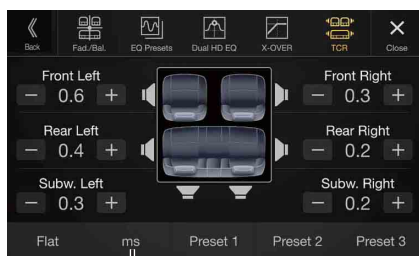 Back Fad./Bal. EQ Presets Dual HD EQ X-OVER TCR Close
Front Left Front Right
− 0.6 + − 0.3 +
Rear Left Rear Right
− 0.4 + − 0.2 +
Subw. Left Subw. Right
− 0.3 + − 0.2 +
Flat ms Preset 1 Preset 2 Preset 3